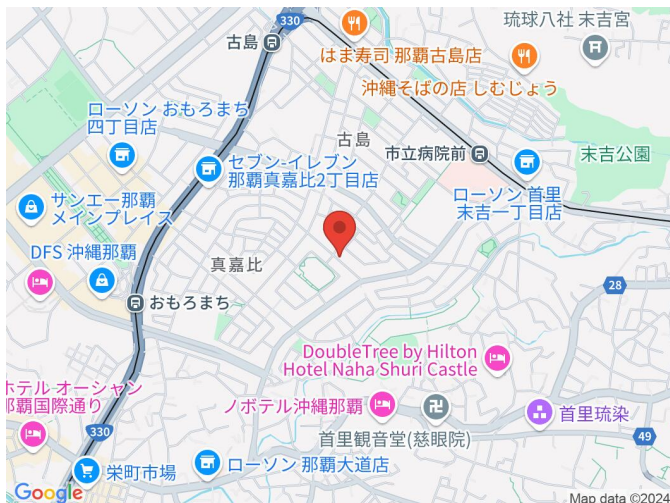 330
古島
琉球八社 末吉宮
はま寿司 那覇古島店
沖縄そばの店 しむじょう
ローソン おもろまち
四丁目店
古島
市立病院前
末吉公園
セブン-イレブン
那覇真嘉比2丁目店
ローソン 首里
末吉一丁目店
サンエー那覇
メインプレイス
DFS 沖縄那覇
真嘉比
おもろまち
28
DoubleTree by Hilton
Hotel Naha Shuri Castle
ホテル オーシャン
那覇国際通り
ノボテル沖縄那覇
首里琉染
首里観音堂(慈眼院)
330
49
栄町市場
ローソン 那覇大道店
Google
Map data ©2024